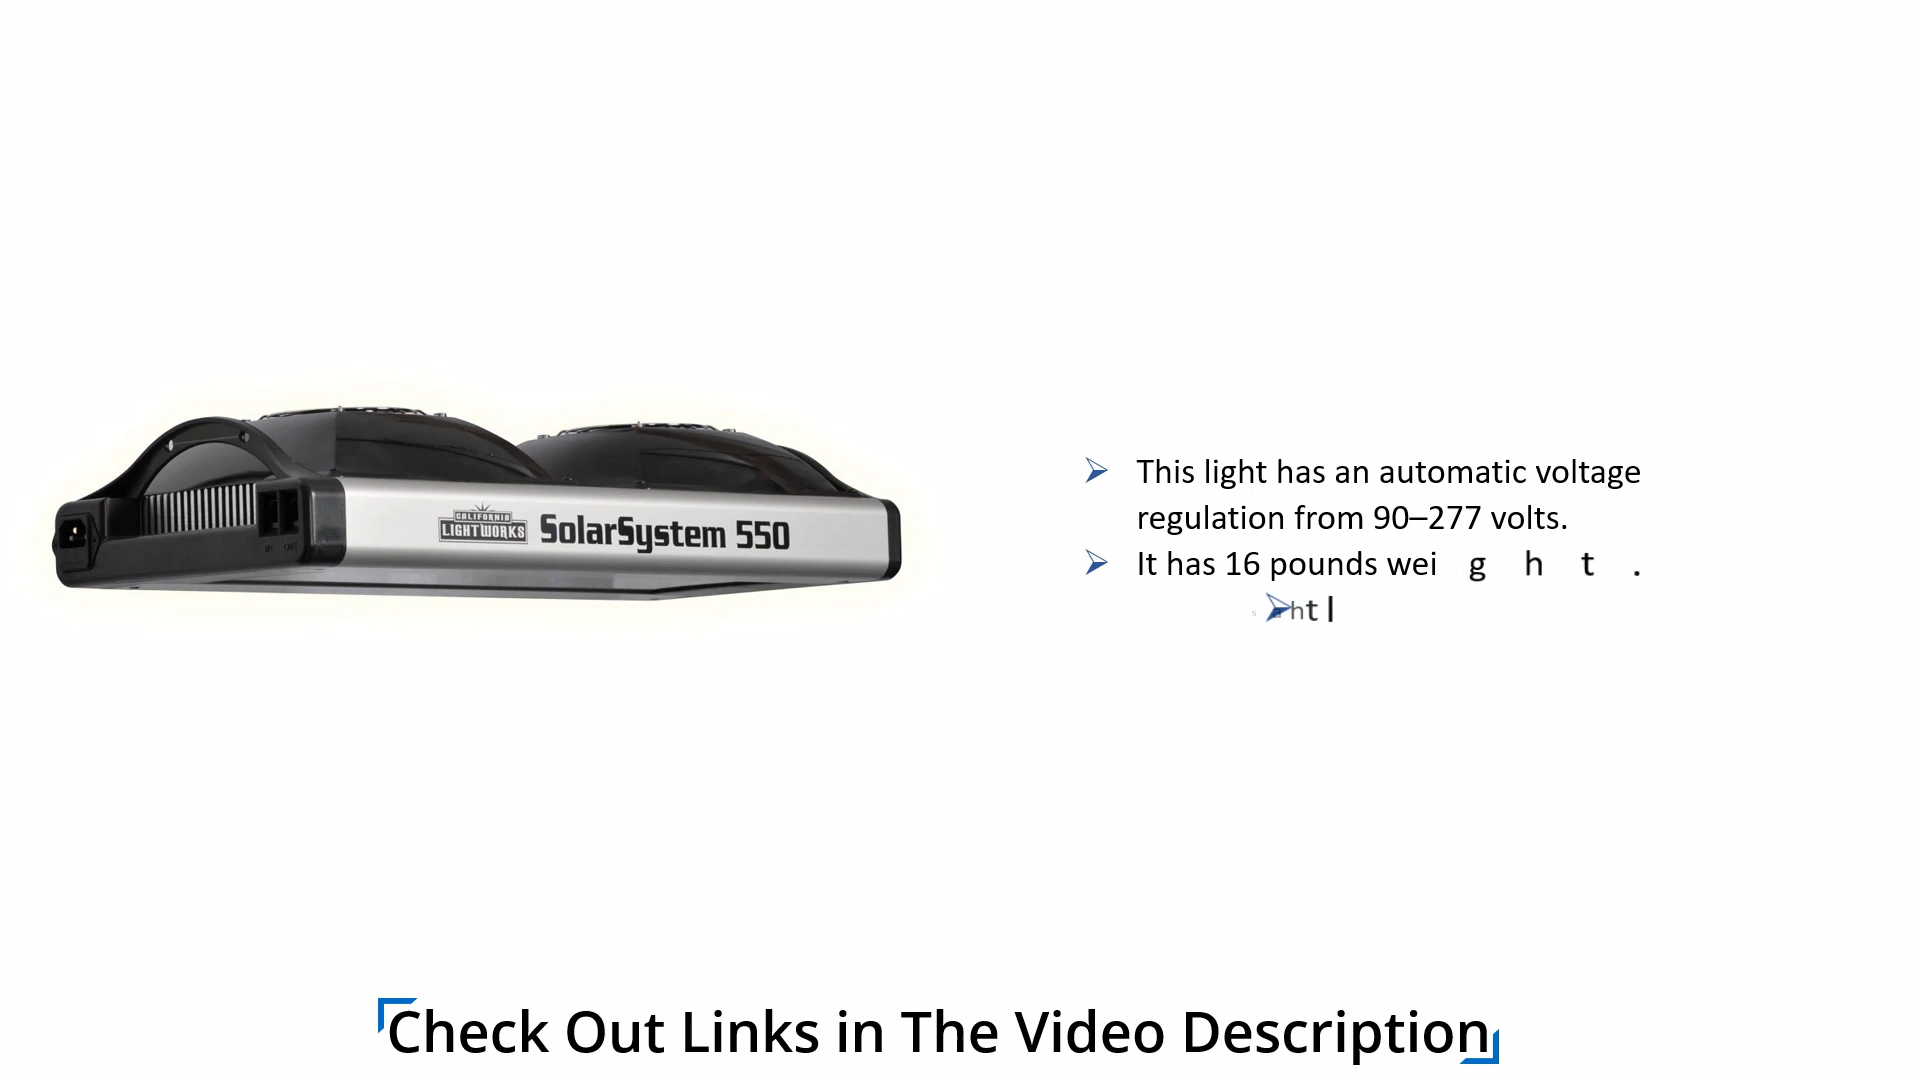 CALIFORNIA
LIGHTWORKS
SolarSystem 550
This light has an automatic voltage
regulation from 90–277 volts.
It has 16 pounds weight.
Check Out Links in The Video Description